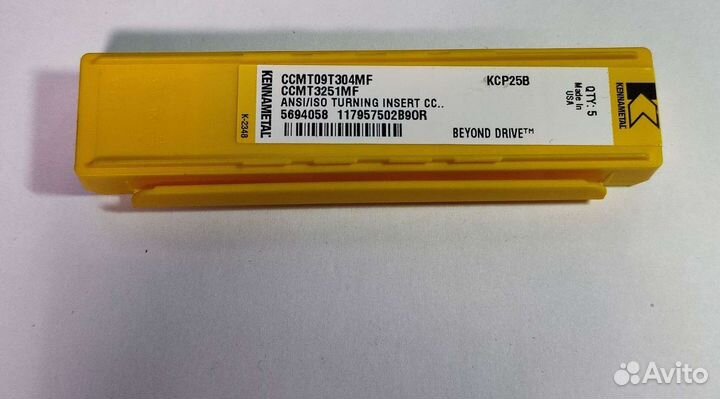 KENNAMETAL
K-2348
CCMT09T304MF
CCMT3251MF
ANSI/ISO TURNING INSERT CC..
5694058 117957502B9OR
KCP25B
BEYOND DRIVE™
QTY: 5
Made In
USA
KENNAMETAL
Avito